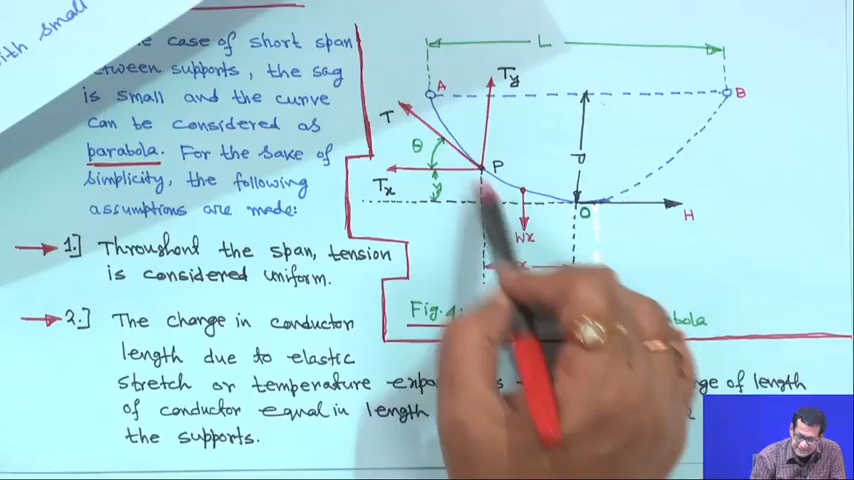 with small
case of short span
between supports, the sag
is small and the curve
can be considered as
parabola. For the sake of
simplicity, the following
assumptions are made:
1.] Throughout the span, tension
is considered uniform.
2.] The change in conductor
length due to elastic
stretch or temperature
of length
of conductor equal in length
the supports.
L
A
B
Ty
T
θ
P
Tx
y
d
O
H
Wx
x
Fig.4: